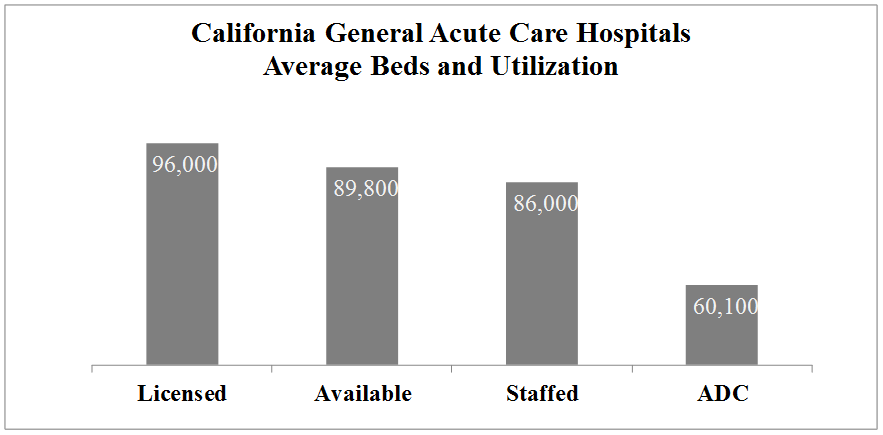 California General Acute Care Hospitals
Average Beds and Utilization
96,000
89,800
86,000
60,100
Licensed
Available
Staffed
ADC